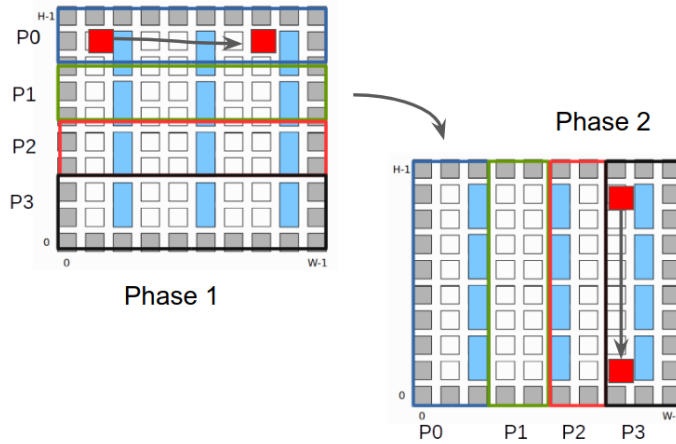 H-1
P0
P1
P2
P3
0
0 W-1
Phase 1
Phase 2
H-1
0
0 W-
P0 P1 P2 P3